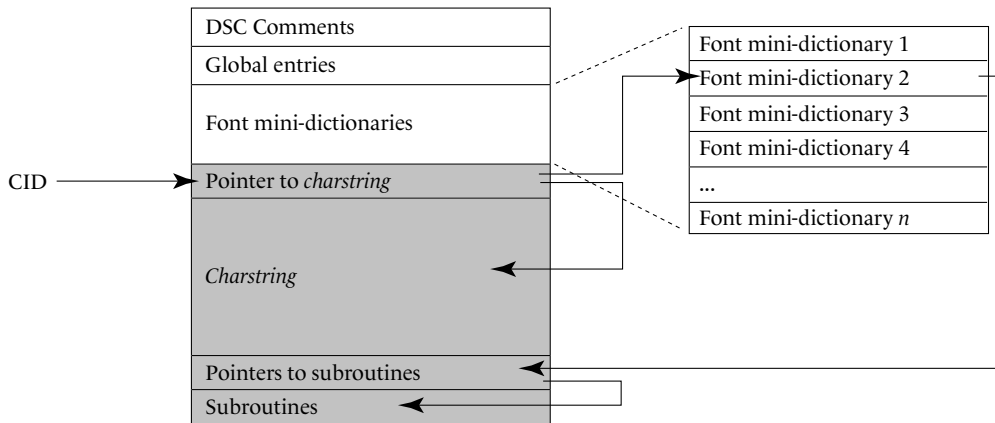 DSC Comments
Global entries
Font mini-dictionaries
CID
Pointer to charstring
Charstring
Pointers to subroutines
Subroutines
Font mini-dictionary 1
Font mini-dictionary 2
Font mini-dictionary 3
Font mini-dictionary 4
...
Font mini-dictionary n